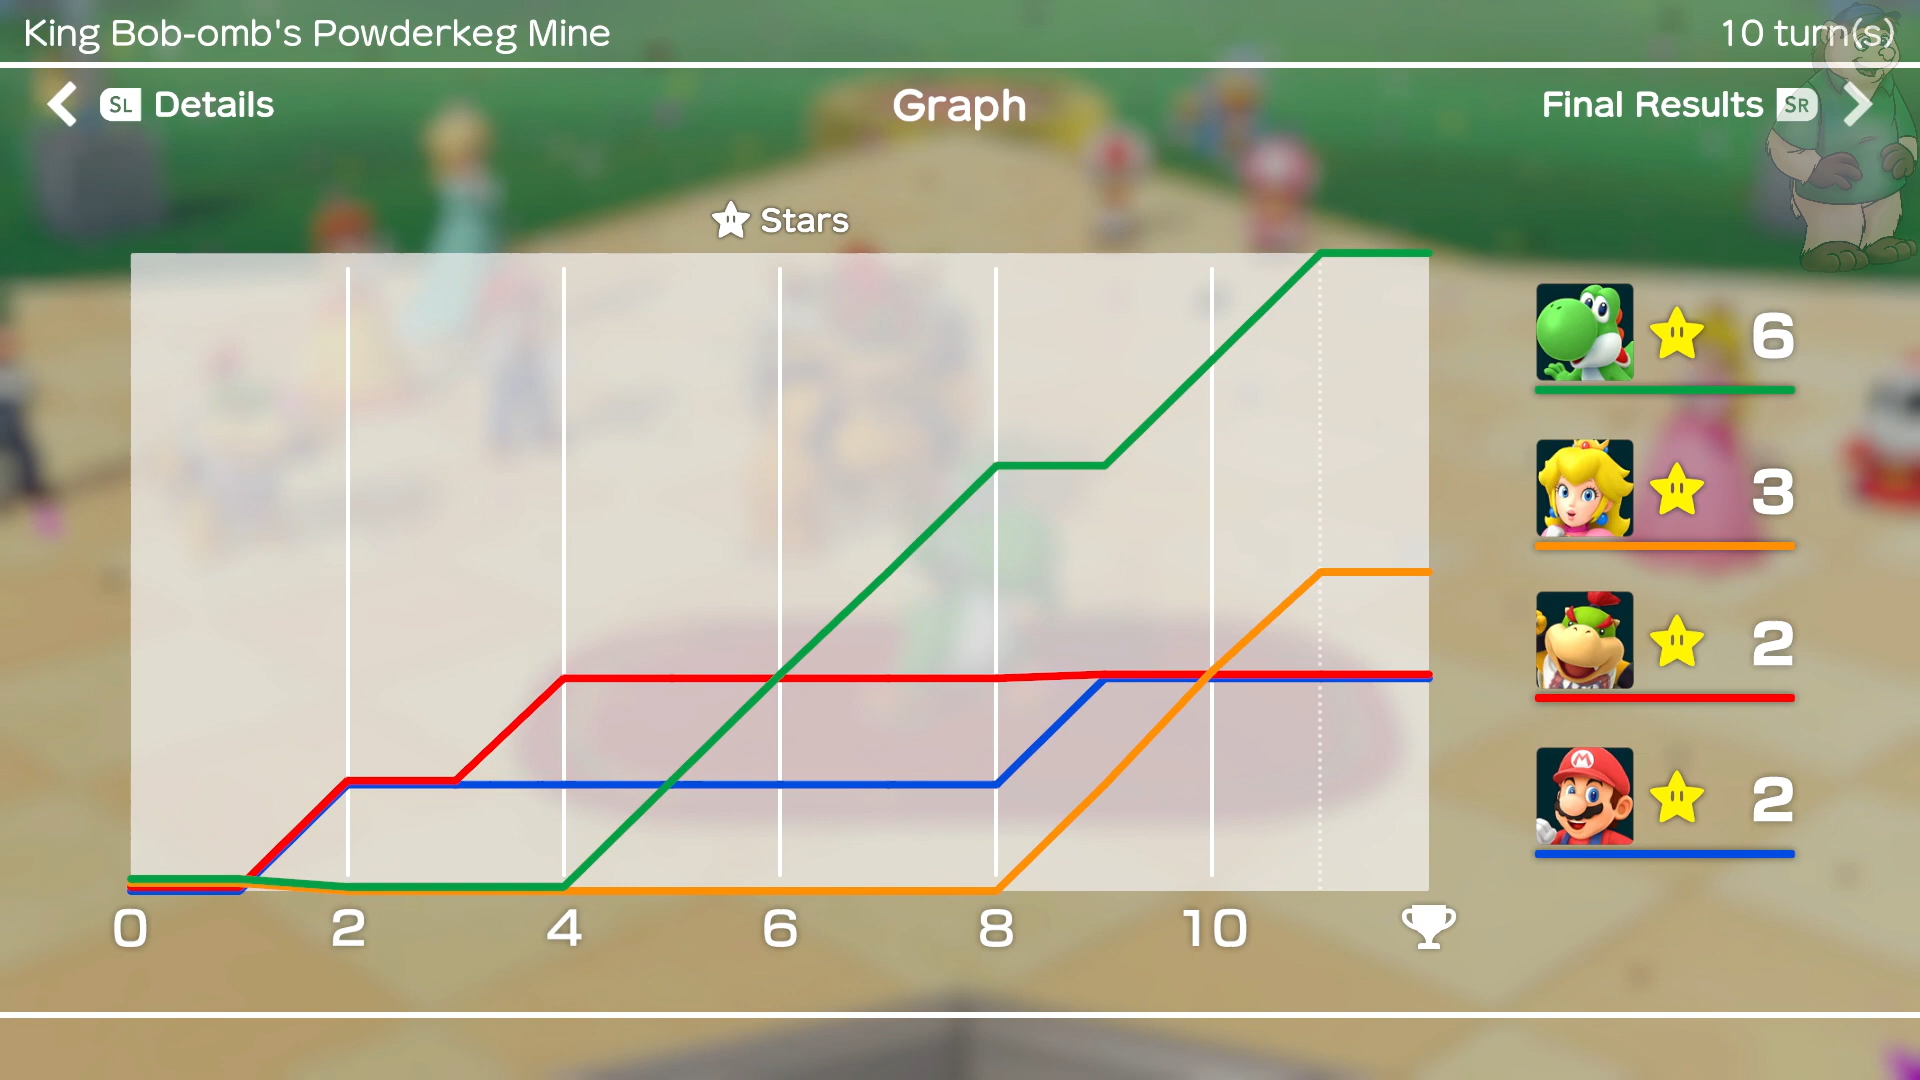 King Bob-omb's Powderkeg Mine
10 turn(s)
SL Details
Graph
Final Results SR
Stars
6
3
2
M
2
0 2 4 6 8 10